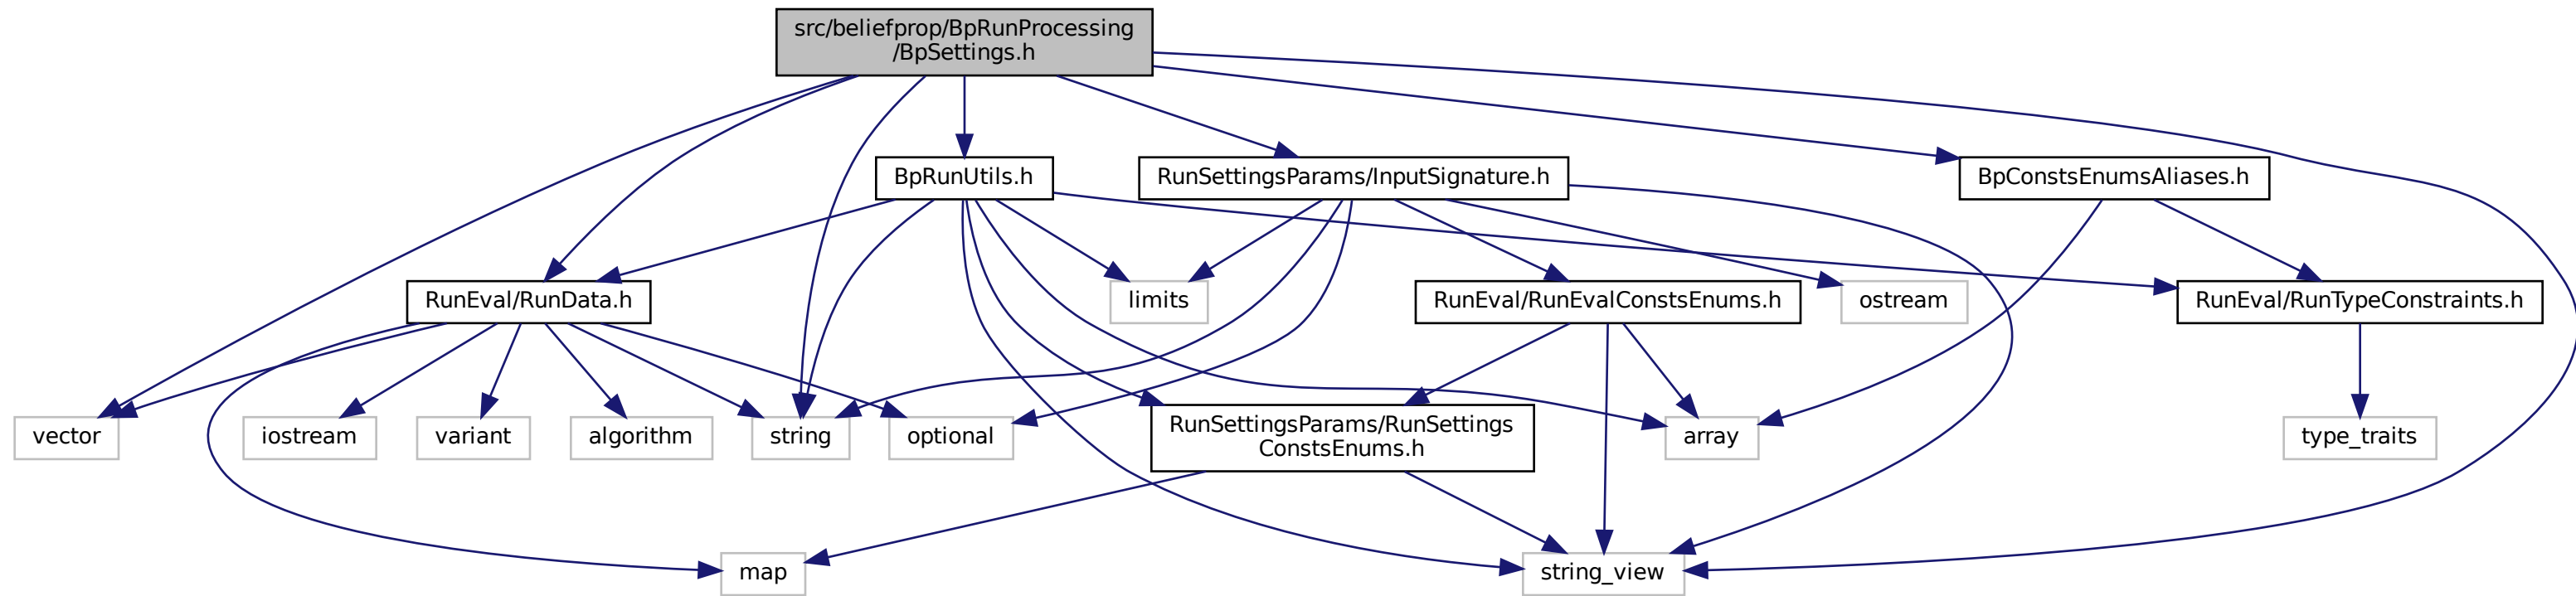 src/beliefprop/BpRunProcessing
/BpSettings.h
BpRunUtils.h
RunSettingsParams/InputSignature.h
BpConstsEnumsAliases.h
RunEval/RunData.h
limits
RunEval/RunEvalConstsEnums.h
ostream
RunEval/RunTypeConstraints.h
vector
iostream
variant
algorithm
string
optional
RunSettingsParams/RunSettings
ConstsEnums.h
array
type_traits
map
string_view